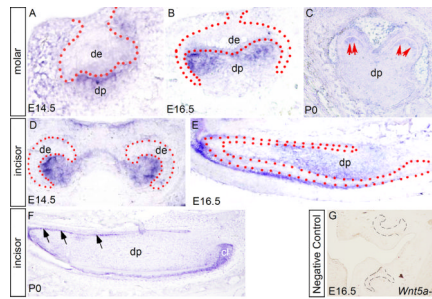 A
B
C
molar
de
dp
E14.5
de
dp
E16.5
dp
P0
D
E
incisor
de
de
E14.5
dp
E16.5
F
incisor
dp
cl
P0
Negative Control
G
E16.5
Wnt5a-